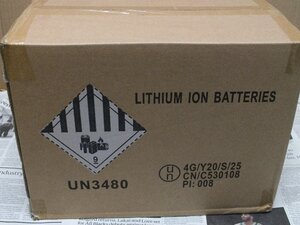 LITHIUM ION BATTERIES
9
UN3480
u
n
4G/Y20/S/25
CN/C530108
PI: 008